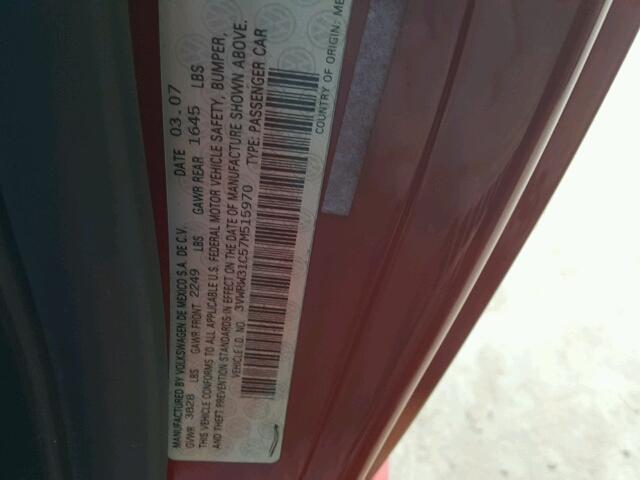 MANUFACTURED BY VOLKSWAGEN DE MEXICO S.A. DE C.V. DATE 03.07
GVWR 3828 LBS GAWR FRONT 2249 LBS GAWR REAR 1645 LBS
THIS VEHICLE CONFORMS TO ALL APPLICABLE U.S. FEDERAL MOTOR VEHICLE SAFETY, BUMPER,
AND THEFT PREVENTION STANDARDS IN EFFECT ON THE DATE OF MANUFACTURE SHOWN ABOVE.
VEHICLE I.D. NO. 3VWRW31C57M515970 TYPE: PASSENGER CAR
COUNTRY OF ORIGIN: ME